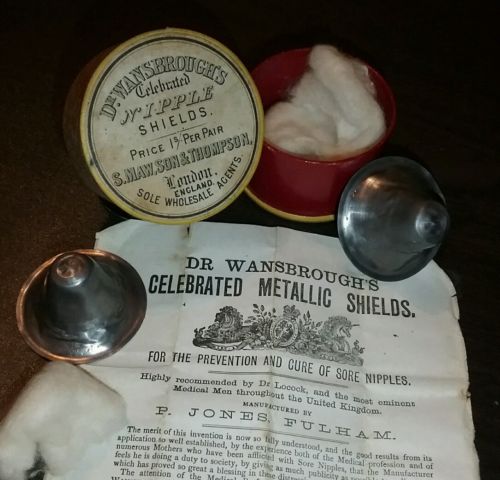 Dr. WANSBROUGH'S
Celebrated
NIPPLE
SHIELDS.
PRICE 1/- PER PAIR
S. MAW, SON & THOMPSON,
London.
ENGLAND.
SOLE WHOLESALE AGENTS.
DR WANSBROUGH'S
CELEBRATED METALLIC SHIELDS.
FOR THE PREVENTION AND CURE OF SORE NIPPLES.
Highly recommended by Dr Locock, and the most eminent
Medical Men throughout the United Kingdom.
MANUFACTURED BY
P. JONES, FULHAM.
The merit of this invention is now so fully understood, and the good results from its
application so well established, by the experience both of the Medical profession and of
numerous Mothers who have been afflicted with Sore Nipples, that the Manufacturer
feels he is doing a duty to society, by giving as much publicity as
which has proved so great a blessing in these
The attention of the Medical